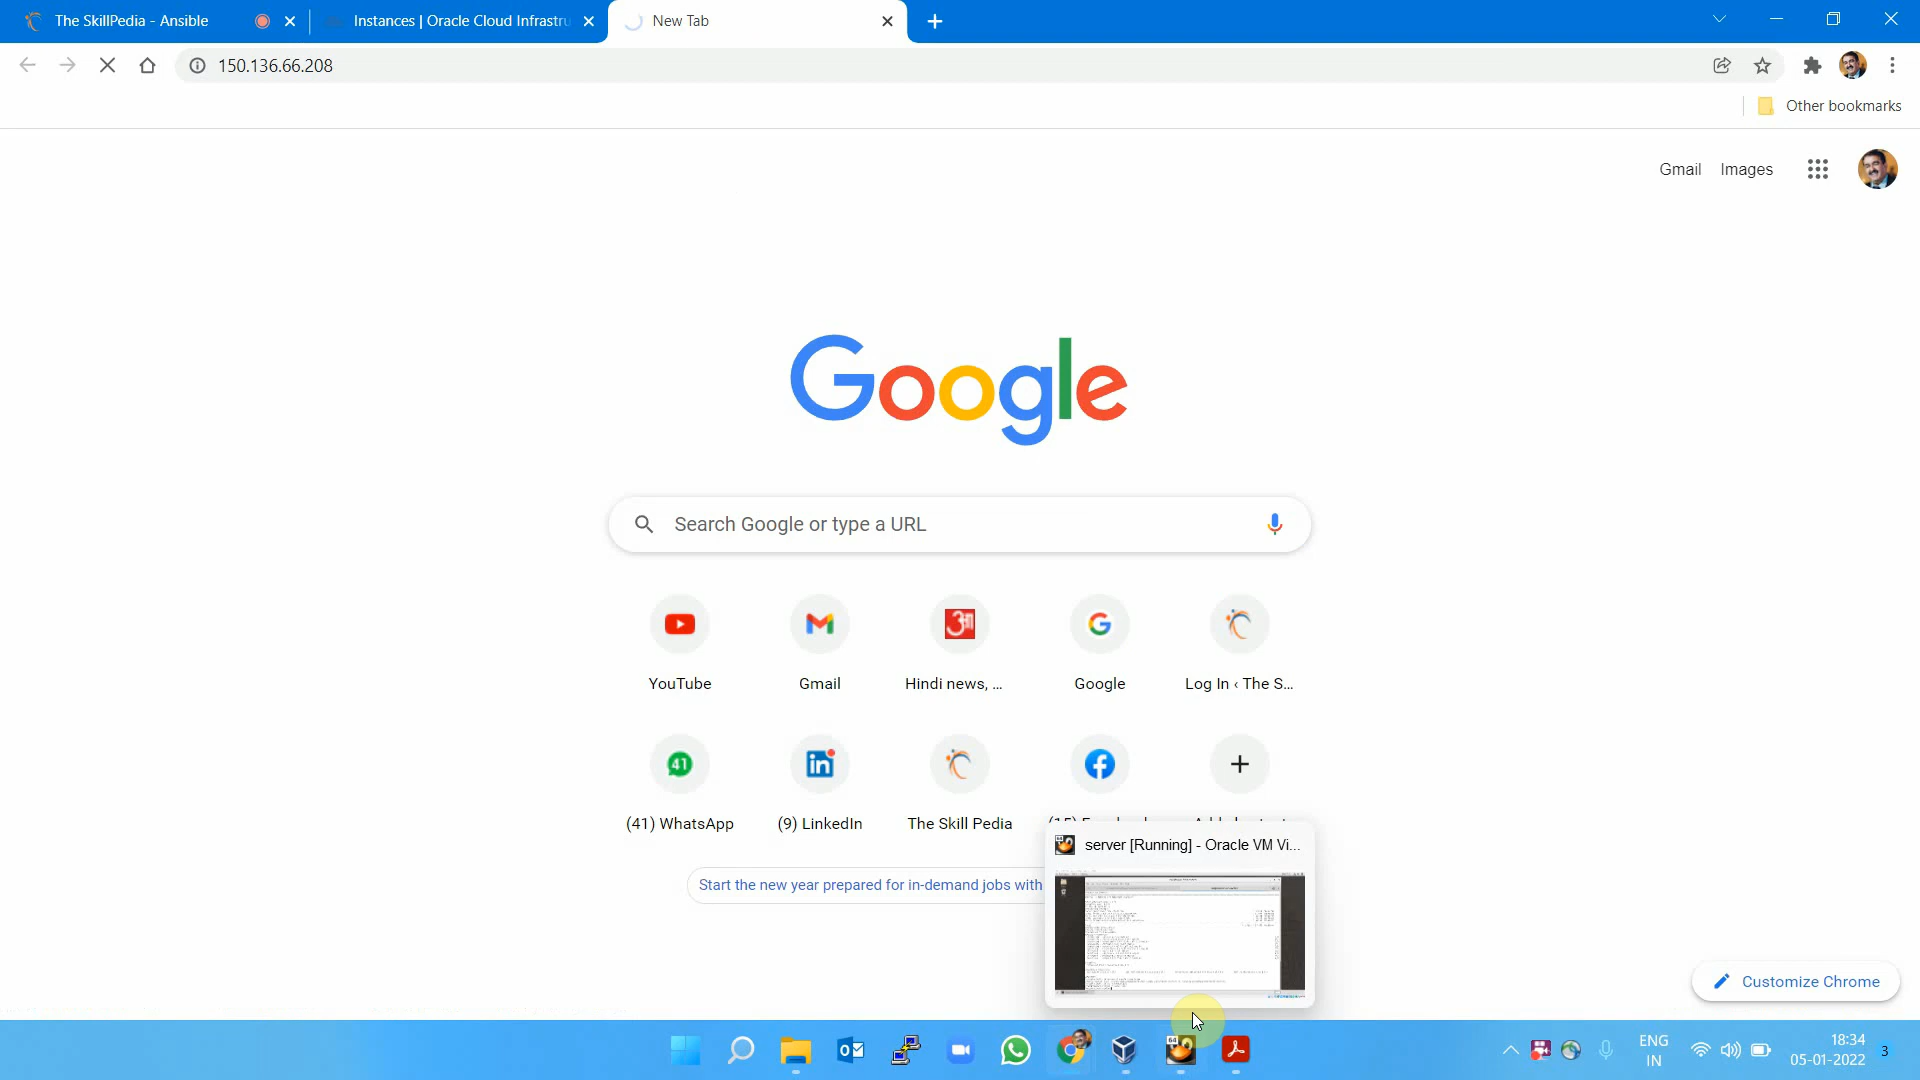 The SkillPedia - Ansible
Instances | Oracle Cloud Infrastru
New Tab
150.136.66.208
Other bookmarks
Gmail Images
Google
Search Google or type a URL
YouTube Gmail Hindi news, ... Google Log In ‹ The S...
(41) WhatsApp (9) LinkedIn The Skill Pedia
server [Running] - Oracle VM Vi...
Start the new year prepared for in-demand jobs with
Customize Chrome
ENG
IN
18:34
05-01-2022
3